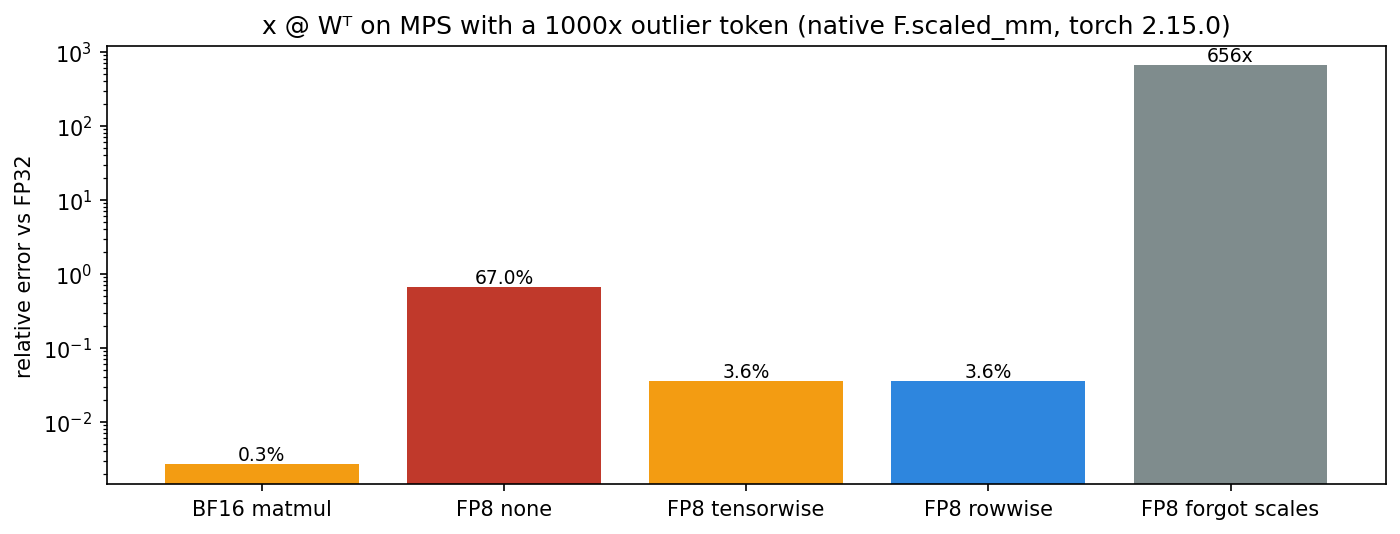 x @ Wᵀ on MPS with a 1000x outlier token (native F.scaled_mm, torch 2.15.0)
relative error vs FP32
10³
10²
10¹
10⁰
10⁻¹
10⁻²
0.3%
67.0%
3.6%
3.6%
656x
BF16 matmul
FP8 none
FP8 tensorwise
FP8 rowwise
FP8 forgot scales